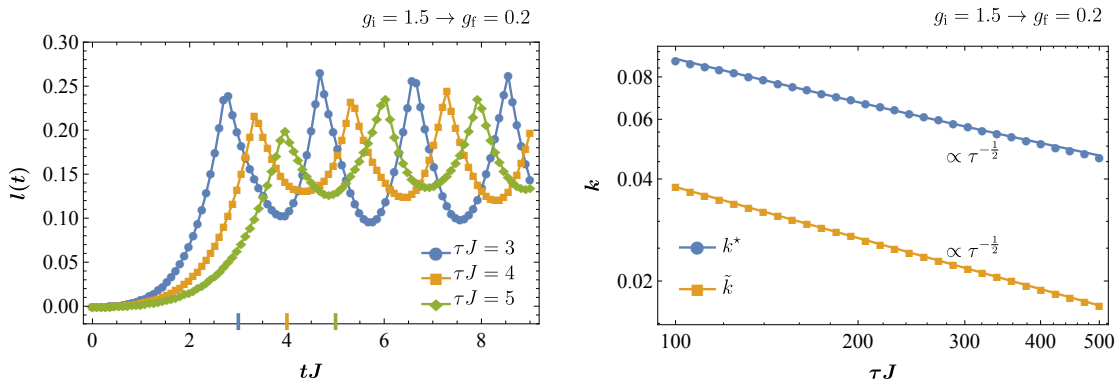 g_i = 1.5 → g_f = 0.2
l(t)
0.30
0.25
0.20
0.15
0.10
0.05
0.00
τJ = 3
τJ = 4
τJ = 5
0 2 4 6 8
tJ
g_i = 1.5 → g_f = 0.2
k
0.08
0.06
0.04
0.02
∝ τ^{-1/2}
∝ τ^{-1/2}
k⋆
k̃
100 200 300 400 500
τJ